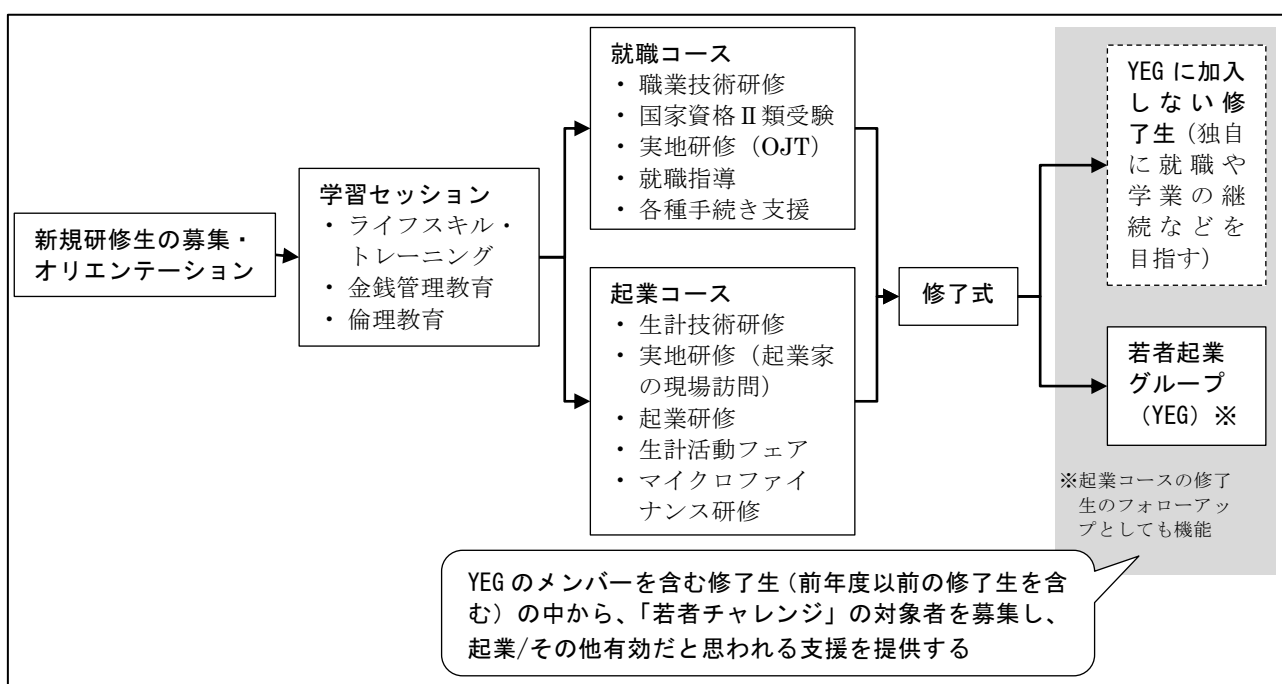 新規研修生の募集・
オリエンテーション
学習セッション
・ ライフスキル・
トレーニング
・ 金銭管理教育
・ 倫理教育
就職コース
・ 職業技術研修
・ 国家資格Ⅱ類受験
・ 実地研修（OJT）
・ 就職指導
・ 各種手続き支援
起業コース
・ 生計技術研修
・ 実地研修（起業家
の現場訪問）
・ 起業研修
・ 生計活動フェア
・ マイクロファイ
ナンス研修
修了式
YEG に加入
しない修
了生（独自
に就職や
学業の継
続などを
目指す）
若者起業
グループ
（YEG）※
※起業コースの修了
生のフォローアッ
プとしても機能
YEG のメンバーを含む修了生（前年度以前の修了生を含
む）の中から、「若者チャレンジ」の対象者を募集し、
起業/その他有効だと思われる支援を提供する